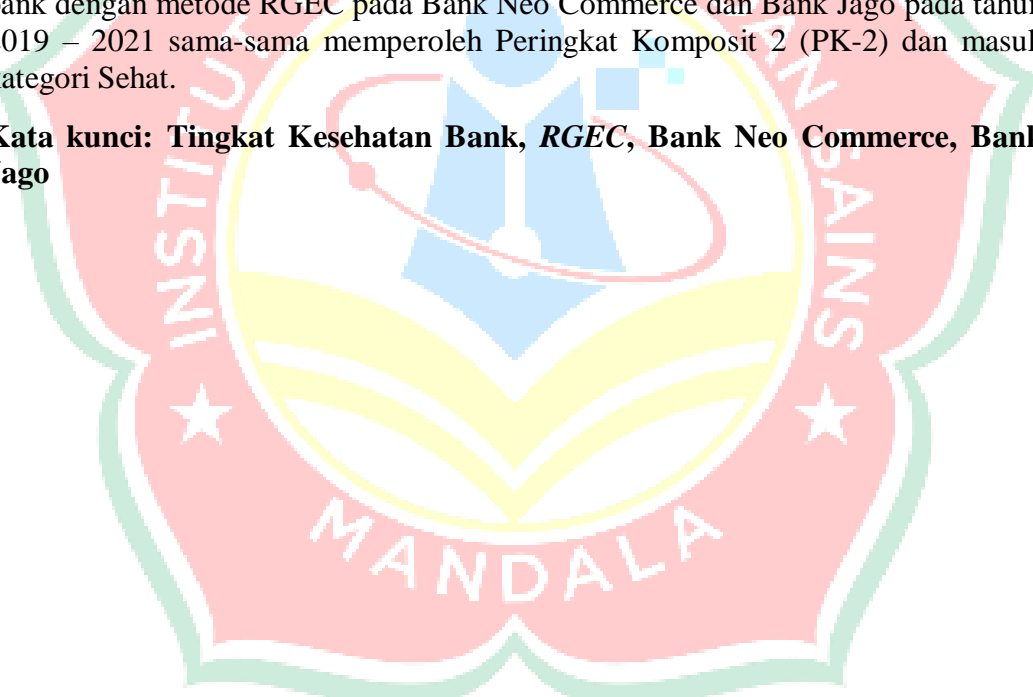 bank dengan metode RGEC pada Bank Neo Commerce dan Bank Jago pada tahun
2019 – 2021 sama-sama memperoleh Peringkat Komposit 2 (PK-2) dan masuk
kategori Sehat.
Kata kunci: Tingkat Kesehatan Bank, RGEC, Bank Neo Commerce, Bank
Jago
INSTITUT
SAINS
MANDALA